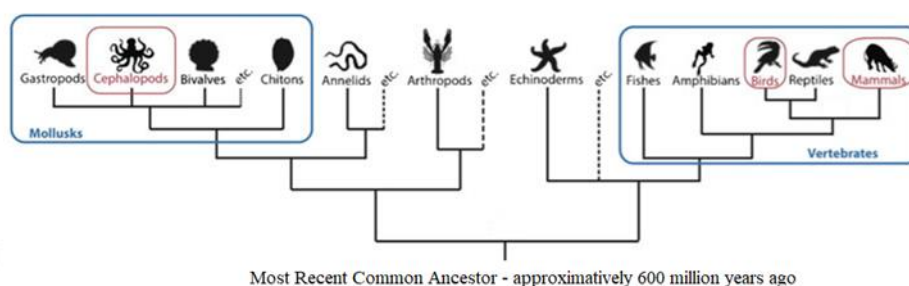 Gastropods Cephalopods Bivalves etc. Chitons Annelids etc. Arthropods etc. Echinoderms etc. Fishes Amphibians Birds Reptiles Mammals
Mollusks
Vertebrates
Most Recent Common Ancestor - approximatively 600 million years ago